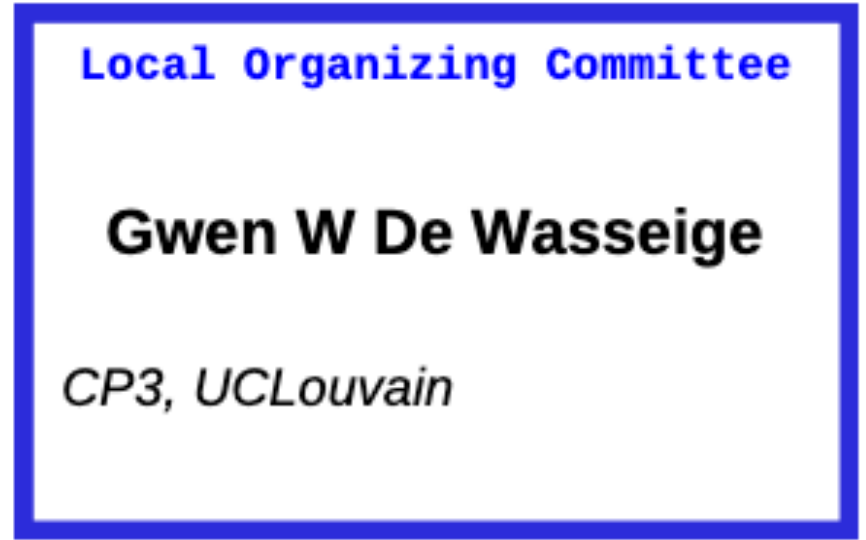 Local Organizing Committee
Gwen W De Wasseige
CP3, UCLouvain